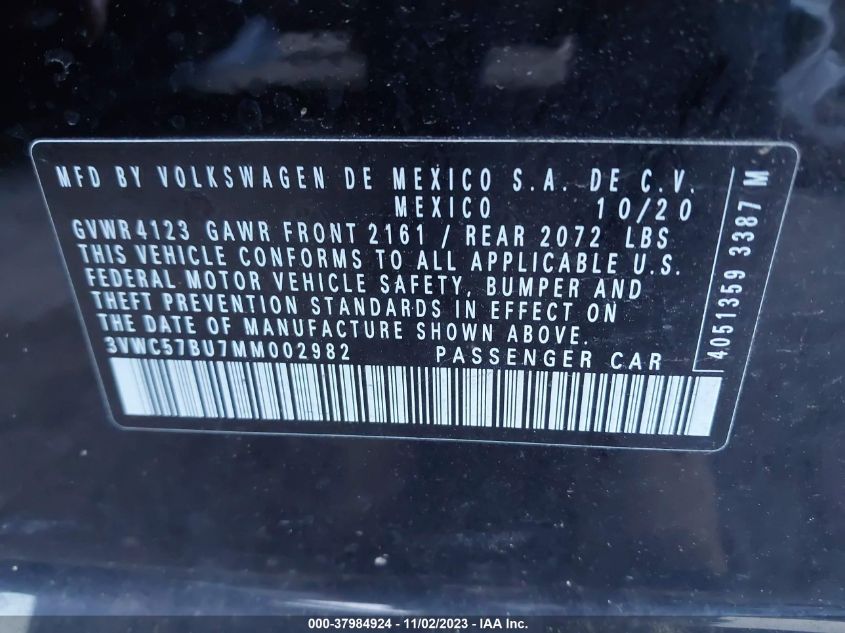 MFD BY VOLKSWAGEN DE MEXICO S.A. DE C.V.
MEXICO 10/20
GVWR 4123 GAWR FRONT 2161 / REAR 2072 LBS
THIS VEHICLE CONFORMS TO ALL APPLICABLE U.S.
FEDERAL MOTOR VEHICLE SAFETY, BUMPER AND
THEFT PREVENTION STANDARDS IN EFFECT ON
THE DATE OF MANUFACTURE SHOWN ABOVE.
3VWC57BU7MM002982 PASSENGER CAR
4051359 3387 M
000-37984924 - 11/02/2023 - IAA Inc.